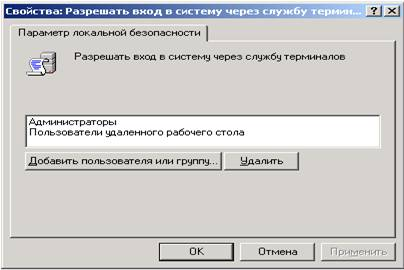 Свойства: Разрешать вход в систему через службу термин...
Параметр локальной безопасности
Разрешать вход в систему через службу терминалов
Администраторы
Пользователи удаленного рабочего стола
Добавить пользователя или группу...
Удалить
OK
Отмена
Применить